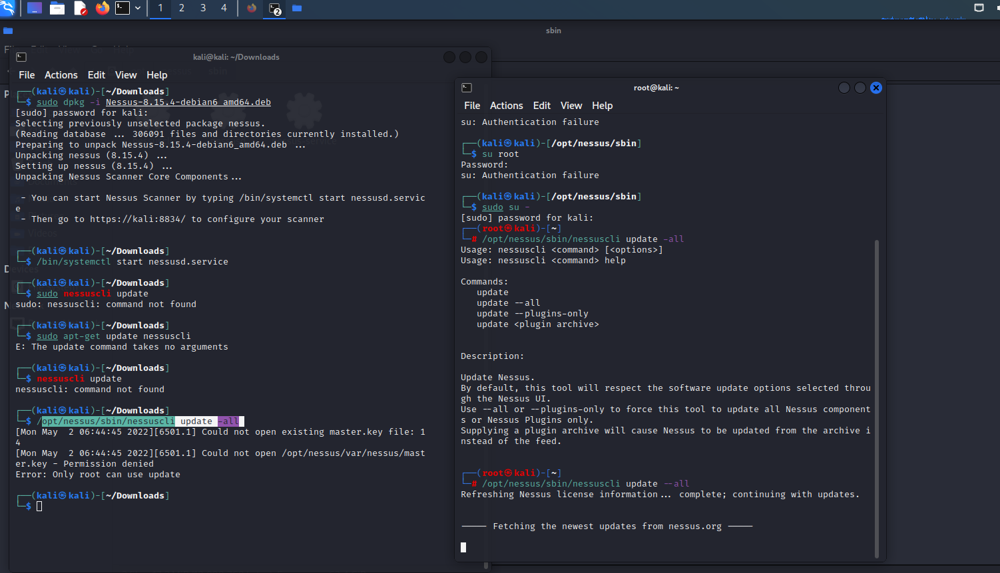 1 2 3 4
2
sbin
kali@kali: ~/Downloads
File Actions Edit View Help
┌──(kali㉿kali)-[~/Downloads]
└─$ sudo dpkg -i Nessus-8.15.4-debian6_amd64.deb
[sudo] password for kali:
Selecting previously unselected package nessus.
(Reading database ... 306091 files and directories currently installed.)
Preparing to unpack Nessus-8.15.4-debian6_amd64.deb ...
Unpacking nessus (8.15.4) ...
Setting up nessus (8.15.4) ...
Unpacking Nessus Scanner Core Components...
- You can start Nessus Scanner by typing /bin/systemctl start nessusd.servic
e
- Then go to https://kali:8834/ to configure your scanner
┌──(kali㉿kali)-[~/Downloads]
└─$ /bin/systemctl start nessusd.service
┌──(kali㉿kali)-[~/Downloads]
└─$ sudo nessuscli update
sudo: nessuscli: command not found
┌──(kali㉿kali)-[~/Downloads]
└─$ sudo apt-get update nessuscli
E: The update command takes no arguments
┌──(kali㉿kali)-[~/Downloads]
└─$ nessuscli update
nessuscli: command not found
┌──(kali㉿kali)-[~/Downloads]
└─$ /opt/nessus/sbin/nessuscli update -all
[Mon May  2 06:44:45 2022][6501.1] Could not open existing master.key file: 1
4
[Mon May  2 06:44:45 2022][6501.1] Could not open /opt/nessus/var/nessus/mast
er.key - Permission denied
Error: Only root can use update
┌──(kali㉿kali)-[~/Downloads]
└─$
root@kali: ~
File Actions Edit View Help
su: Authentication failure
┌──(kali㉿kali)-[/opt/nessus/sbin]
└─$ su root
Password:
su: Authentication failure
┌──(kali㉿kali)-[/opt/nessus/sbin]
└─$ sudo su -
[sudo] password for kali:
┌──(root㉿kali)-[~]
└─# /opt/nessus/sbin/nessuscli update -all
Usage: nessuscli <command> [<options>]
Usage: nessuscli <command> help
Commands:
update
update --all
update --plugins-only
update <plugin archive>
Description:
Update Nessus.
By default, this tool will respect the software update options selected throu
gh the Nessus UI.
Use --all or --plugins-only to force this tool to update all Nessus component
s or Nessus Plugins only.
Supplying a plugin archive will cause Nessus to be updated from the archive i
nstead of the feed.
┌──(root㉿kali)-[~]
└─# /opt/nessus/sbin/nessuscli update --all
Refreshing Nessus license information... complete; continuing with updates.
----- Fetching the newest updates from nessus.org -----